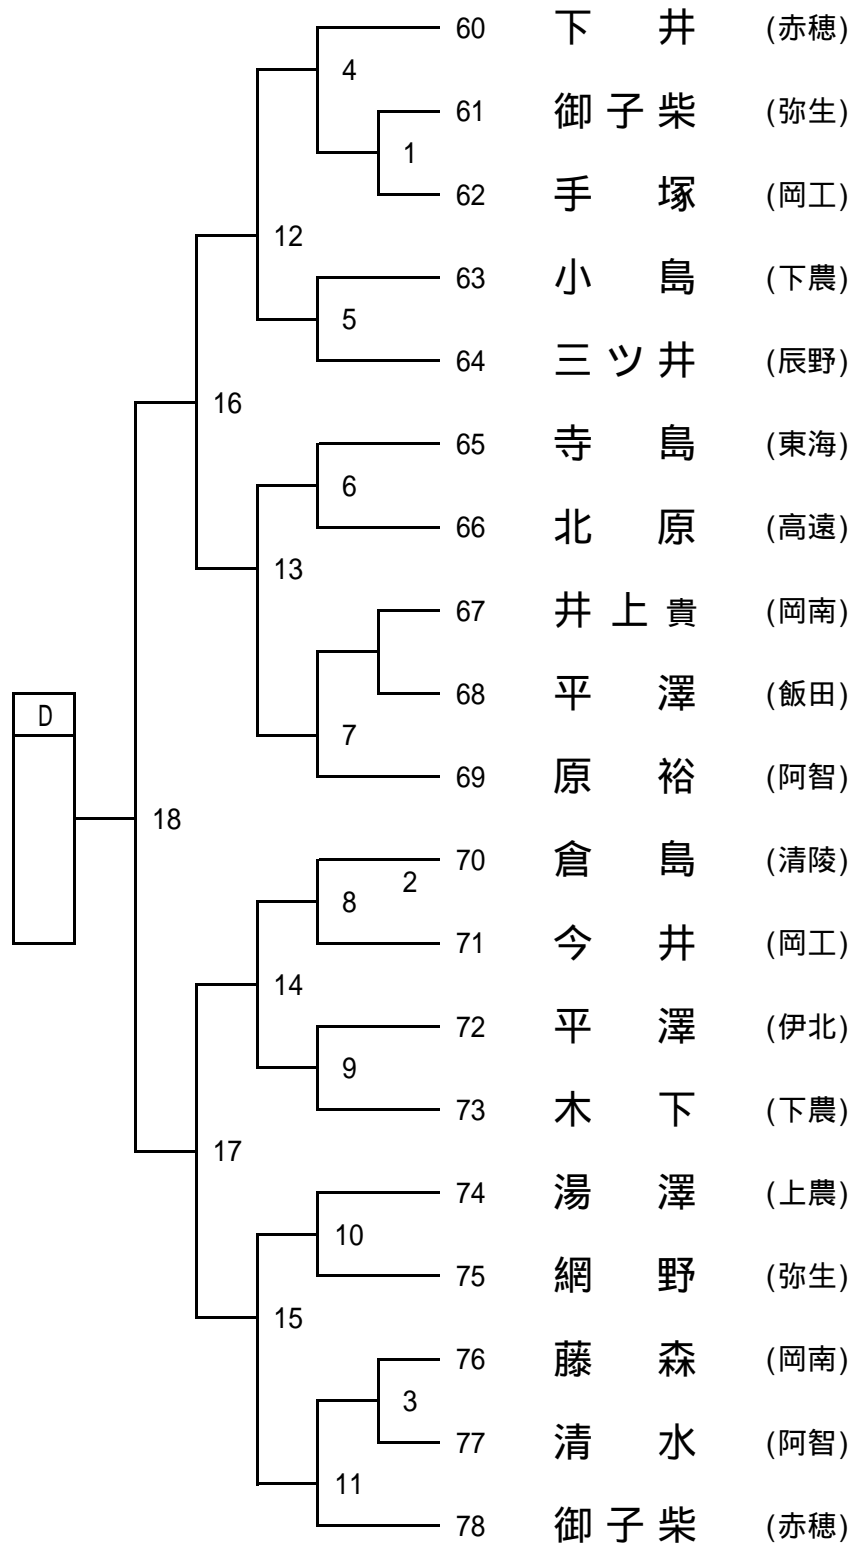 60 下井 (赤穂)
4
61 御子柴 (弥生)
1
62 手塚 (岡工)
12
63 小島 (下農)
5
64 三ツ井 (辰野)
16
65 寺島 (東海)
6
66 北原 (高遠)
13
67 井上貴 (岡南)
68 平澤 (飯田)
D
7
69 原裕 (阿智)
18
70 倉島 (清陵)
2
8
71 今井 (岡工)
14
72 平澤 (伊北)
9
73 木下 (下農)
17
74 湯澤 (上農)
10
75 網野 (弥生)
15
76 藤森 (岡南)
3
77 清水 (阿智)
11
78 御子柴 (赤穂)